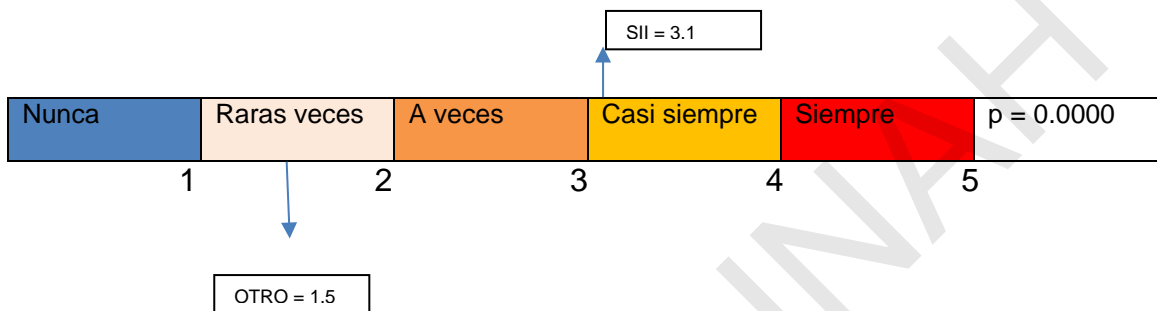 SII = 3.1
Nunca Raras veces A veces Casi siempre Siempre p = 0.0000
1 2 3 4 5
OTRO = 1.5
INAH